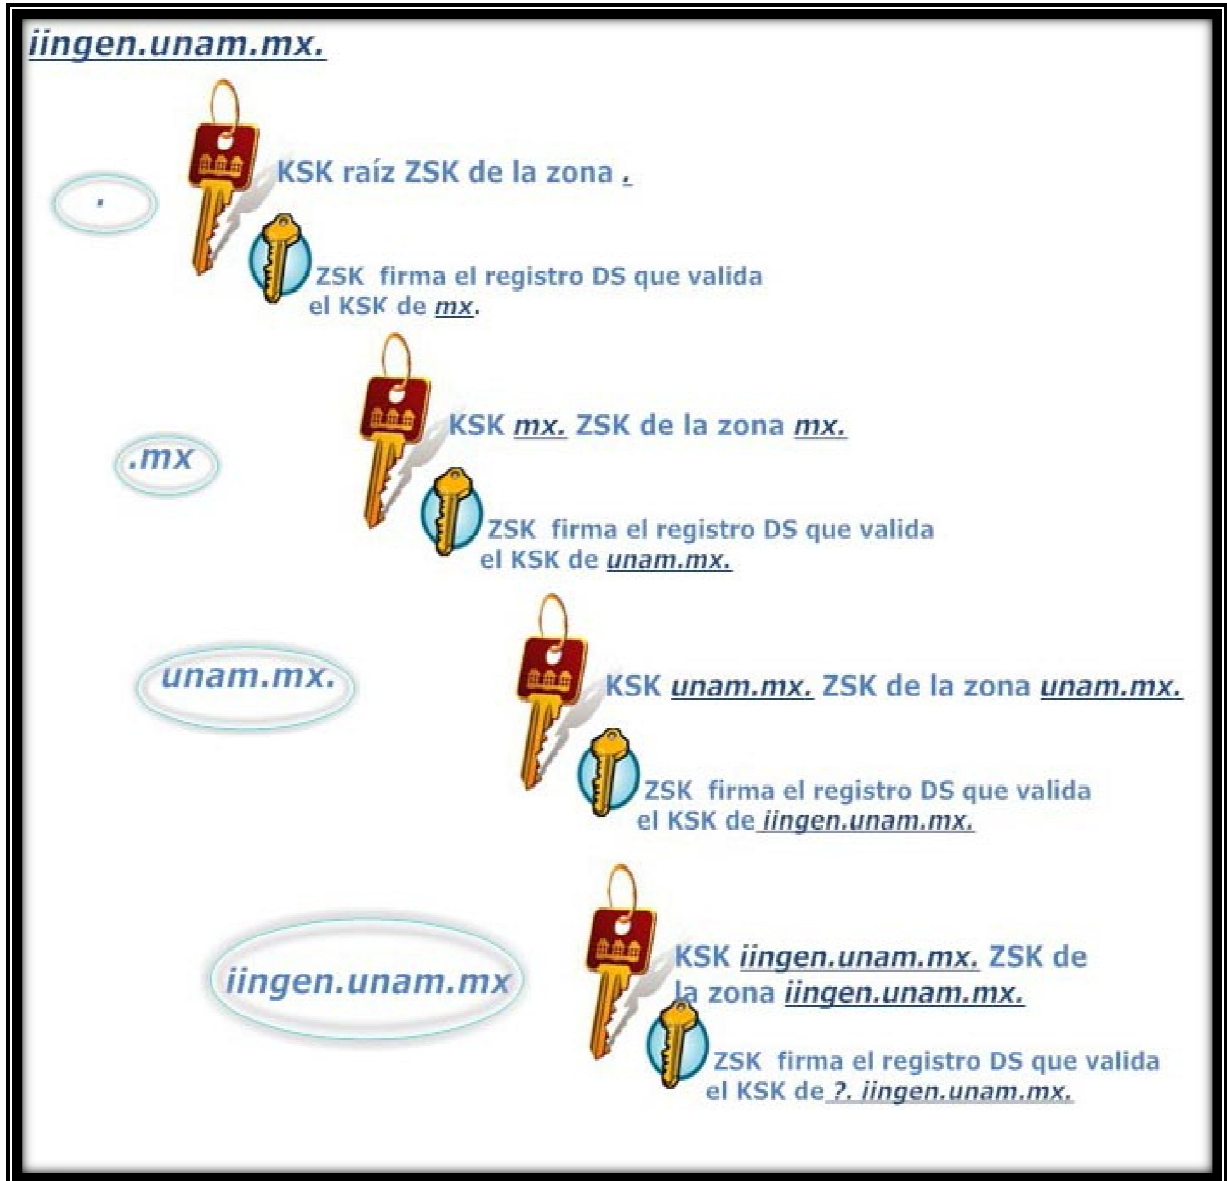 iingen.unam.mx.
KSK raíz ZSK de la zona .
.
ZSK firma el registro DS que valida
el KSK de mx.
KSK mx. ZSK de la zona mx.
.mx
ZSK firma el registro DS que valida
el KSK de unam.mx.
unam.mx.
KSK unam.mx. ZSK de la zona unam.mx.
ZSK firma el registro DS que valida
el KSK de iingen.unam.mx.
iingen.unam.mx
KSK iingen.unam.mx. ZSK de
la zona iingen.unam.mx.
ZSK firma el registro DS que valida
el KSK de ?. iingen.unam.mx.